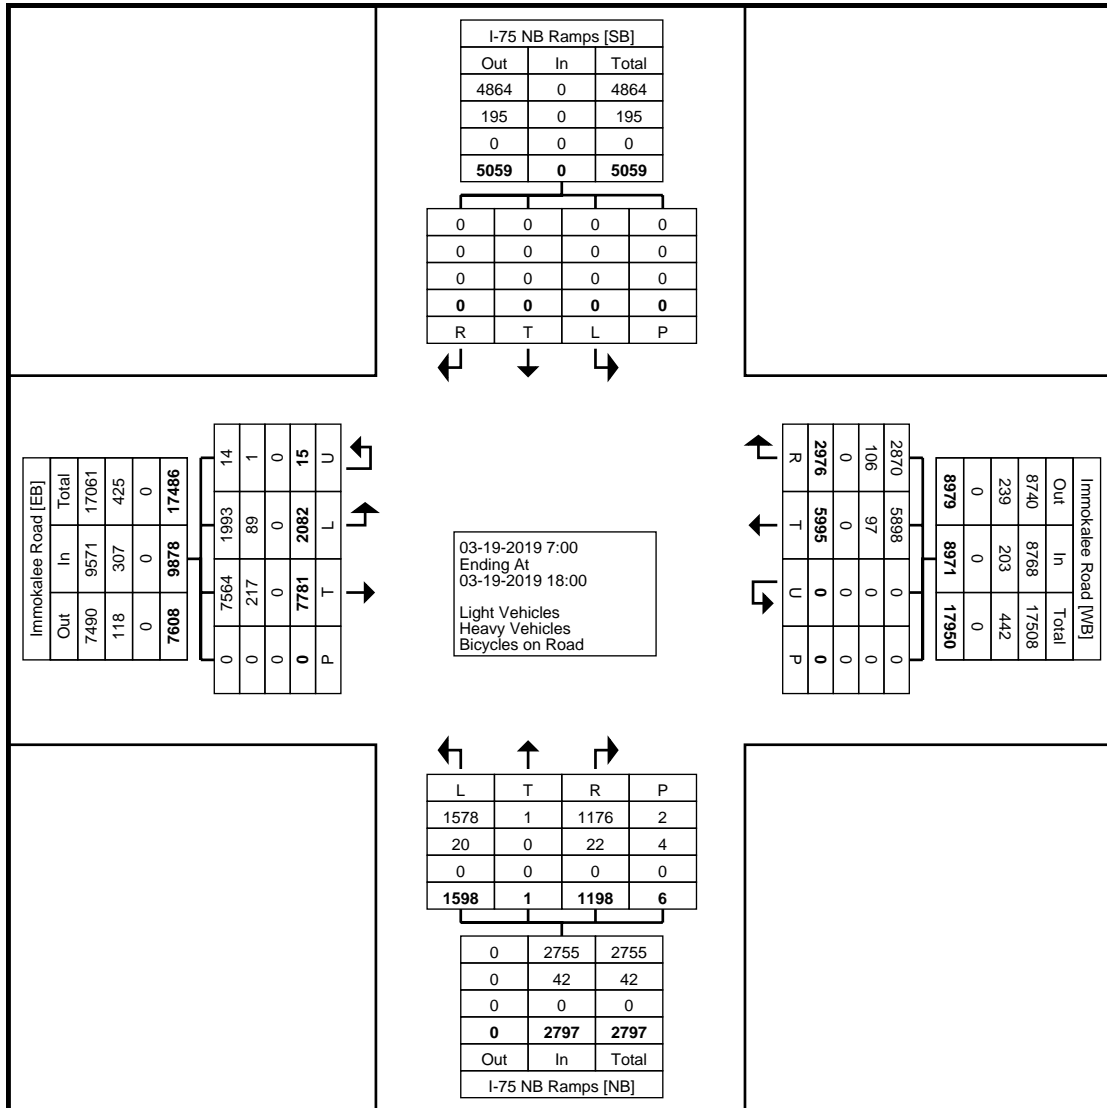 I-75 NB Ramps [SB]
Out In Total
4864 0 4864
195 0 195
0 0 0
5059 0 5059
0 0 0 0
0 0 0 0
0 0 0 0
0 0 0 0
R T L P
Immokalee Road [EB]
Total In Out
17061 9571 7490
425 307 118
0 0 0
17486 9878 7608
14 1993 7564 0
1 89 217 0
0 0 0 0
15 2082 7781 0
U L T P
03-19-2019 7:00
Ending At
03-19-2019 18:00
Light Vehicles
Heavy Vehicles
Bicycles on Road
Immokalee Road [WB]
Out In Total
8740 8768 17508
239 203 442
0 0 0
8979 8971 17950
2870 5898 0 0
106 97 0 0
0 0 0 0
2976 5995 0 0
R T U P
L T R P
1578 1 1176 2
20 0 22 4
0 0 0 0
1598 1 1198 6
0 2755 2755
0 42 42
0 0 0
0 2797 2797
Out In Total
I-75 NB Ramps [NB]